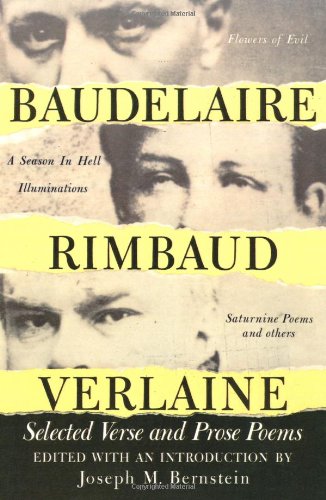 Flowers of Evil
BAUDELAIRE
A Season In Hell
Illuminations
RIMBAUD
Saturnine Poems
and others
VERLAINE
Selected Verse and Prose Poems
EDITED WITH AN INTRODUCTION BY
Joseph M. Bernstein